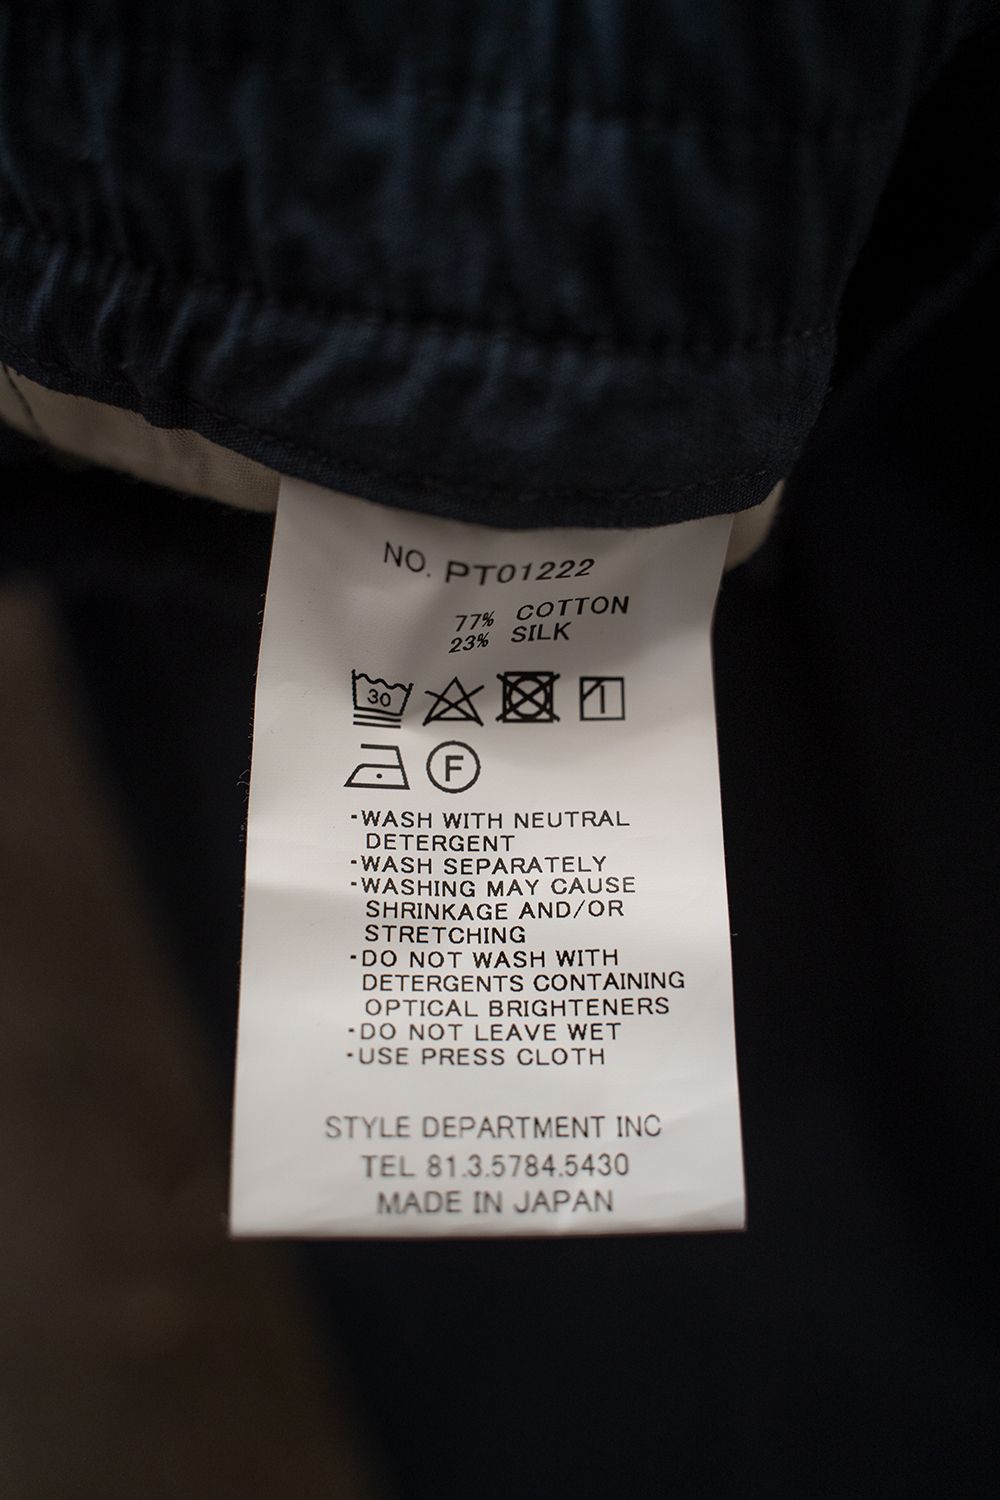 NO. PT01222
77% COTTON
23% SILK
30
F
·WASH WITH NEUTRAL
DETERGENT
·WASH SEPARATELY
·WASHING MAY CAUSE
SHRINKAGE AND/OR
STRETCHING
·DO NOT WASH WITH
DETERGENTS CONTAINING
OPTICAL BRIGHTENERS
·DO NOT LEAVE WET
·USE PRESS CLOTH
STYLE DEPARTMENT INC
TEL 81.3.5784.5430
MADE IN JAPAN